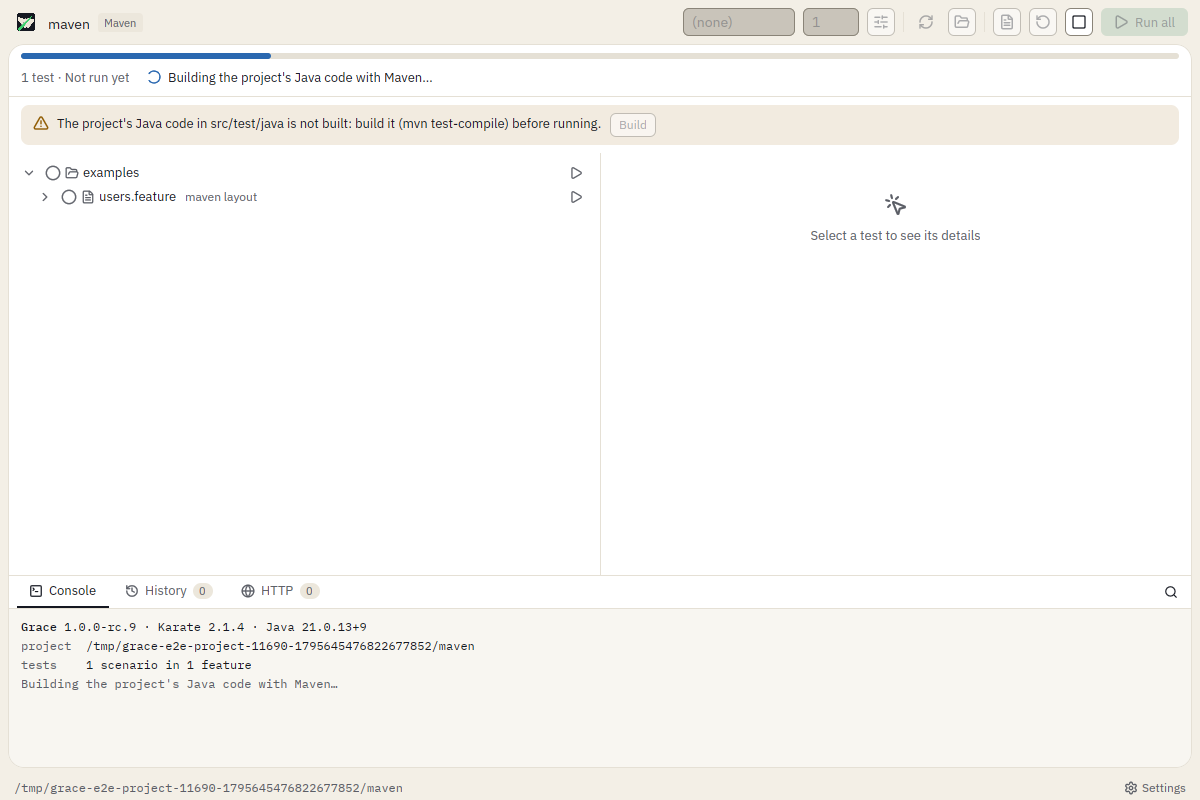 maven Maven (none) 1 Run all
1 test · Not run yet Building the project's Java code with Maven…
The project's Java code in src/test/java is not built: build it (mvn test-compile) before running. Build
examples
users.feature maven layout
Select a test to see its details
Console History 0 HTTP 0
Grace 1.0.0-rc.9 · Karate 2.1.4 · Java 21.0.13+9
project /tmp/grace-e2e-project-11690-1795645476822677852/maven
tests 1 scenario in 1 feature
Building the project's Java code with Maven…
/tmp/grace-e2e-project-11690-1795645476822677852/maven Settings